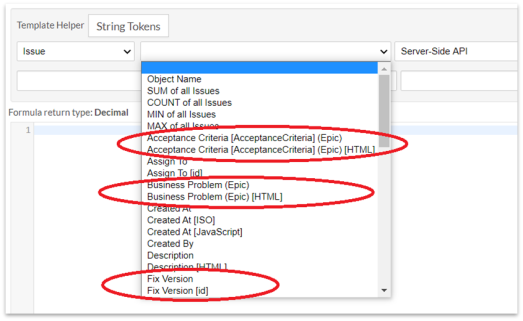 Template Helper String Tokens
Issue Server-Side API
Object Name
SUM of all Issues
COUNT of all Issues
MIN of all Issues
MAX of all Issues
Acceptance Criteria [AcceptanceCriteria] (Epic)
Acceptance Criteria [AcceptanceCriteria] (Epic) [HTML]
Assign To
Assign To [id]
Business Problem (Epic)
Business Problem (Epic) [HTML]
Created At
Created At [ISO]
Created At [JavaScript]
Created By
Description
Description [HTML]
Fix Version
Fix Version [id]
Formula return type: Decimal
1